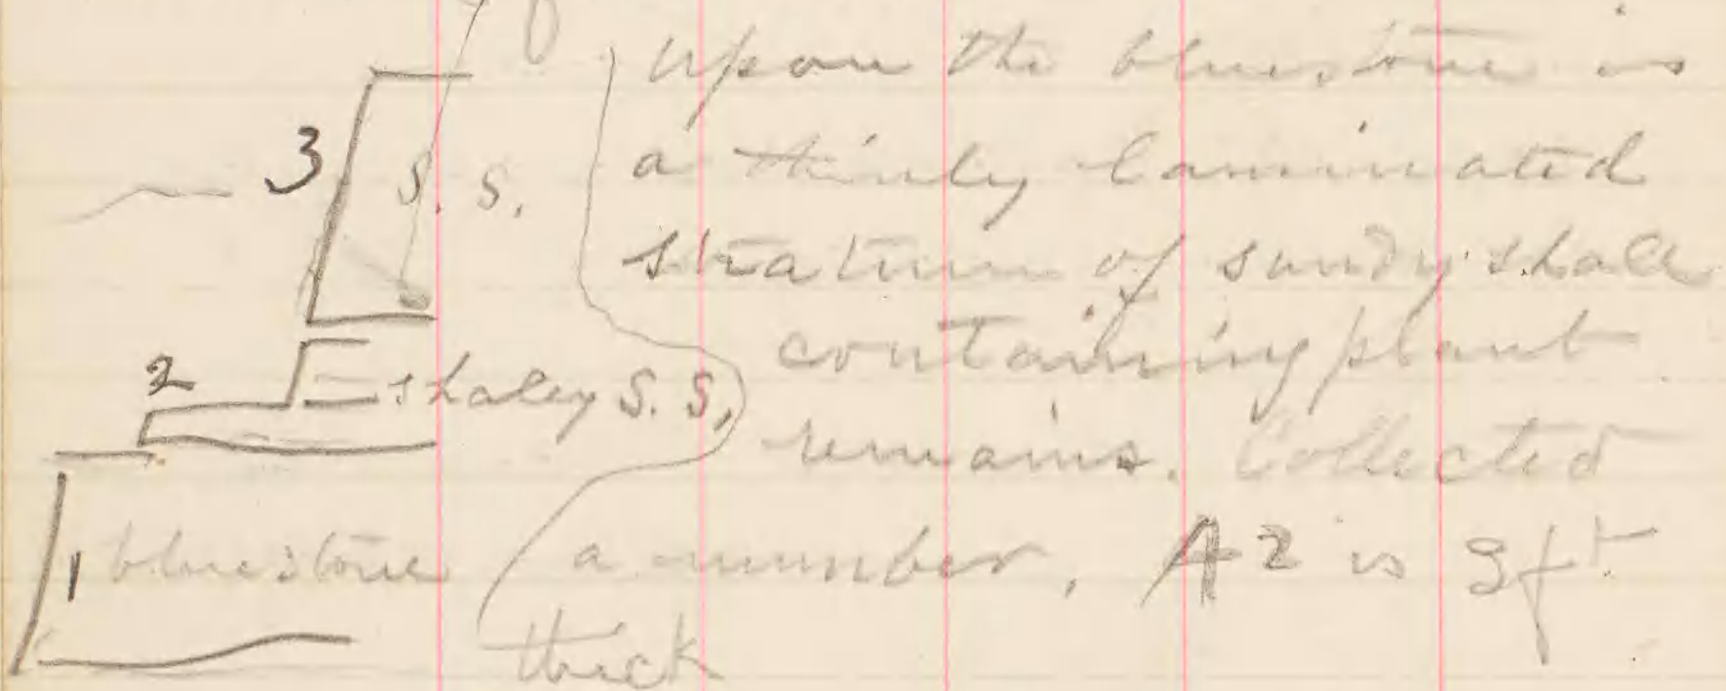 upon the bluestone is
a thinly laminated
stratum of sandy shale
containing plant
remains. Collected
a number. A2 is 3ft
thick
3 S. S.
2 shaley S. S.
1 bluestone